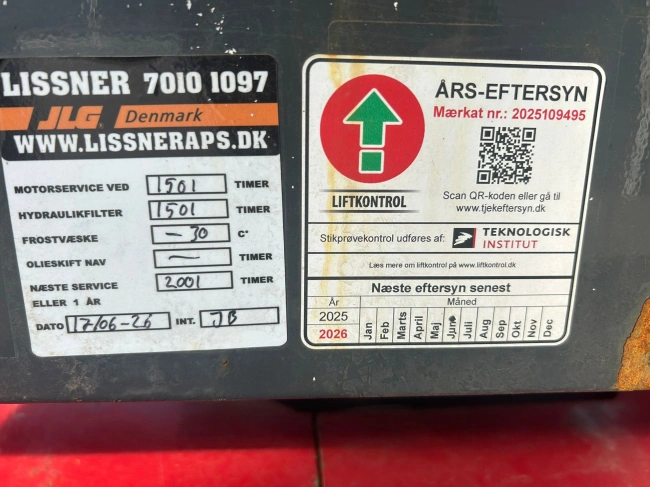 LISSNER 7010 1097
JLG Denmark
WWW.LISSNERAPS.DK
MOTORSERVICE VED 1501 TIMER
HYDRAULIKFILTER 1501 TIMER
FROSTVÆSKE -30 C°
OLIESKIFT NAV — TIMER
NÆSTE SERVICE 2001 TIMER
ELLER 1 ÅR
DATO 17/06-26 INT. JB
ÅRS-EFTERSYN
Mærkat nr.: 2025109495
LIFTKONTROL
Scan QR-koden eller gå til
www.tjekeftersyn.dk
Stikprøvekontrol udføres af: TEKNOLOGISK
INSTITUT
Læs mere om liftkontrol på www.liftkontrol.dk
Næste eftersyn senest
År Måned
2025
2026
Jan Feb Marts April Maj Juni Juli Aug Sep Okt Nov Dec